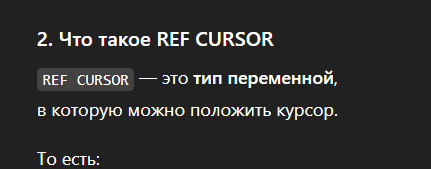 2. Что такое REF CURSOR
REF CURSOR — это тип переменной,
в которую можно положить курсор.
То есть: